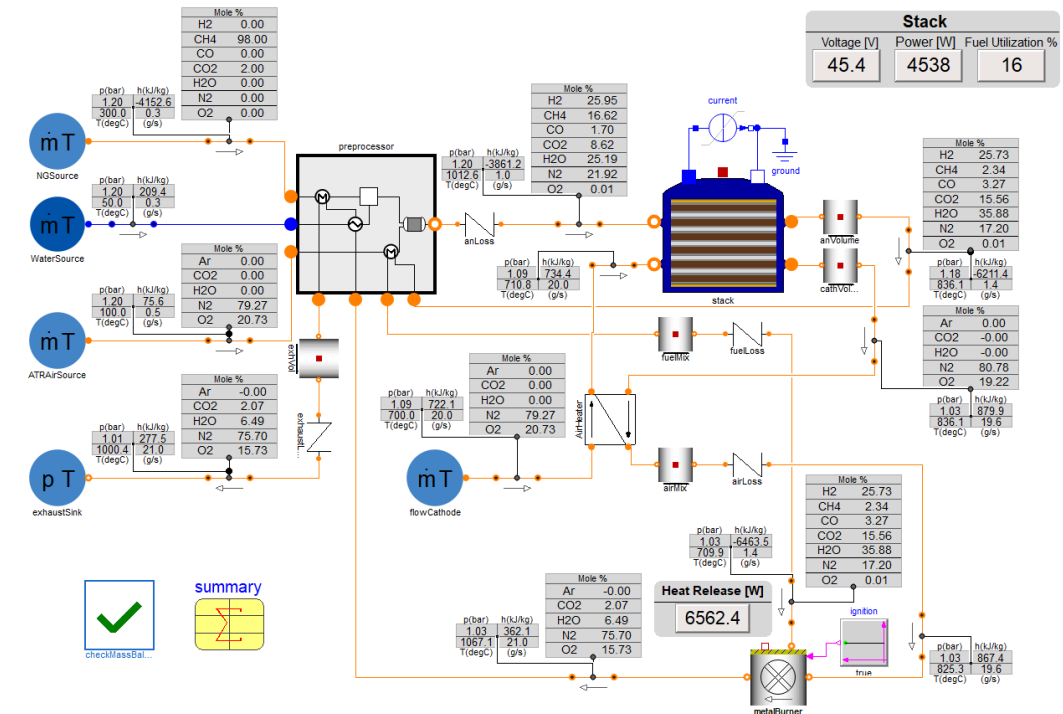 Mole %
H2 0.00
CH4 98.00
CO 0.00
CO2 2.00
H2O 0.00
N2 0.00
O2 0.00
p(bar) h(kJ/kg)
1.20 -4152.6
300.0 0.3
T(degC) (g/s)
ṁ T
NGSource
p(bar) h(kJ/kg)
1.20 209.4
50.0 0.3
T(degC) (g/s)
ṁ T
WaterSource
Mole %
Ar 0.00
CO2 0.00
H2O 0.00
N2 79.27
O2 20.73
p(bar) h(kJ/kg)
1.20 75.6
100.0 0.5
T(degC) (g/s)
ṁ T
ATRAirSource
Mole %
Ar -0.00
CO2 2.07
H2O 6.49
N2 75.70
O2 15.73
p(bar) h(kJ/kg)
1.01 277.5
1000.4 21.0
T(degC) (g/s)
p T
exhaustSink
preprocessor
M
M
M
exhVol
exhaustL...
Mole %
H2 25.95
CH4 16.62
CO 1.70
CO2 8.62
H2O 25.19
N2 21.92
O2 0.01
p(bar) h(kJ/kg)
1.20 -3861.2
1012.6 1.0
T(degC) (g/s)
anLoss
Stack
Voltage [V] Power [W] Fuel Utilization %
45.4 4538 16
current
ground
stack
p(bar) h(kJ/kg)
1.09 734.4
710.8 20.0
T(degC) (g/s)
anVolume
cathVol...
Mole %
H2 25.73
CH4 2.34
CO 3.27
CO2 15.56
H2O 35.88
N2 17.20
O2 0.01
p(bar) h(kJ/kg)
1.18 -6211.4
836.1 1.4
T(degC) (g/s)
Mole %
Ar 0.00
CO2 -0.00
H2O -0.00
N2 80.78
O2 19.22
p(bar) h(kJ/kg)
1.03 879.9
836.1 19.6
T(degC) (g/s)
fuelMix
fuelLoss
Mole %
Ar 0.00
CO2 0.00
H2O 0.00
N2 79.27
O2 20.73
p(bar) h(kJ/kg)
1.09 722.1
700.0 20.0
T(degC) (g/s)
ṁ T
flowCathode
AirHeater
airMix
airLoss
Mole %
H2 25.73
CH4 2.34
CO 3.27
CO2 15.56
H2O 35.88
N2 17.20
O2 0.01
p(bar) h(kJ/kg)
1.03 -6463.5
709.9 1.4
T(degC) (g/s)
Heat Release [W]
6562.4
ignition
true
metalBurner
p(bar) h(kJ/kg)
1.03 867.4
825.3 19.6
T(degC) (g/s)
Mole %
Ar -0.00
CO2 2.07
H2O 6.49
N2 75.70
O2 15.73
p(bar) h(kJ/kg)
1.03 362.1
1067.1 21.0
T(degC) (g/s)
checkMassBal...
summary